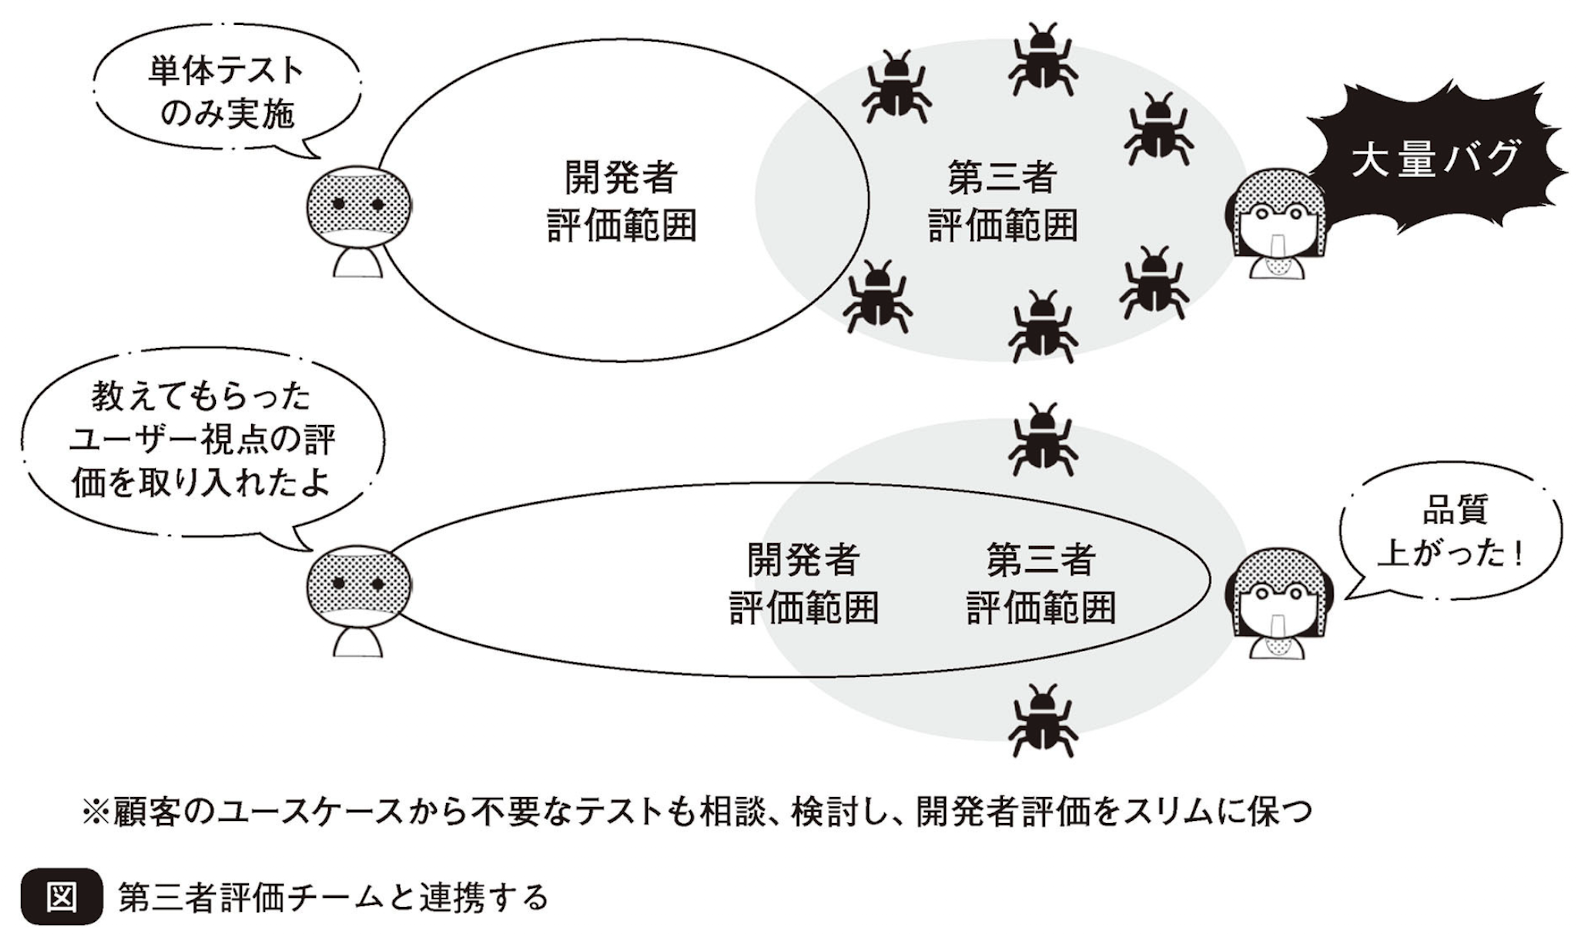 単体テスト
のみ実施
開発者
評価範囲
第三者
評価範囲
大量バグ
教えてもらった
ユーザー視点の評
価を取り入れたよ
開発者
評価範囲
第三者
評価範囲
品質
上がった！
※顧客のユースケースから不要なテストも相談、検討し、開発者評価をスリムに保つ
図 第三者評価チームと連携する